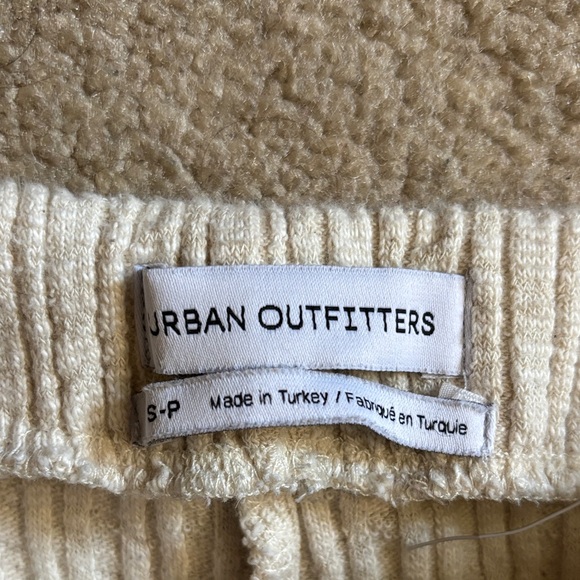 URBAN OUTFITTERS
S-P Made in Turkey / Fabriqué en Turquie